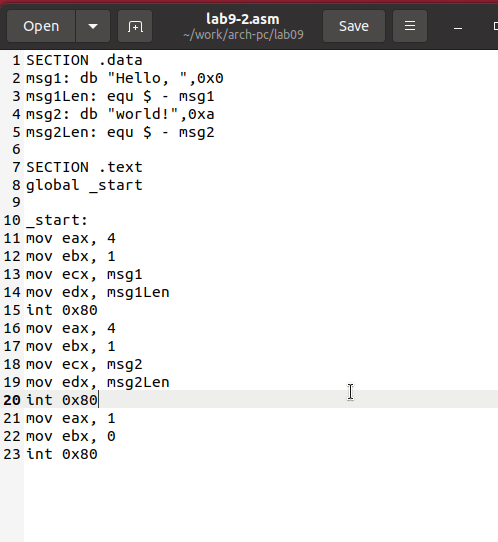 Open
lab9-2.asm
~/work/arch-pc/lab09
Save
1 SECTION .data
2 msg1: db "Hello, ",0x0
3 msg1Len: equ $ - msg1
4 msg2: db "world!",0xa
5 msg2Len: equ $ - msg2
6
7 SECTION .text
8 global _start
9
10 _start:
11 mov eax, 4
12 mov ebx, 1
13 mov ecx, msg1
14 mov edx, msg1Len
15 int 0x80
16 mov eax, 4
17 mov ebx, 1
18 mov ecx, msg2
19 mov edx, msg2Len
20 int 0x80
21 mov eax, 1
22 mov ebx, 0
23 int 0x80